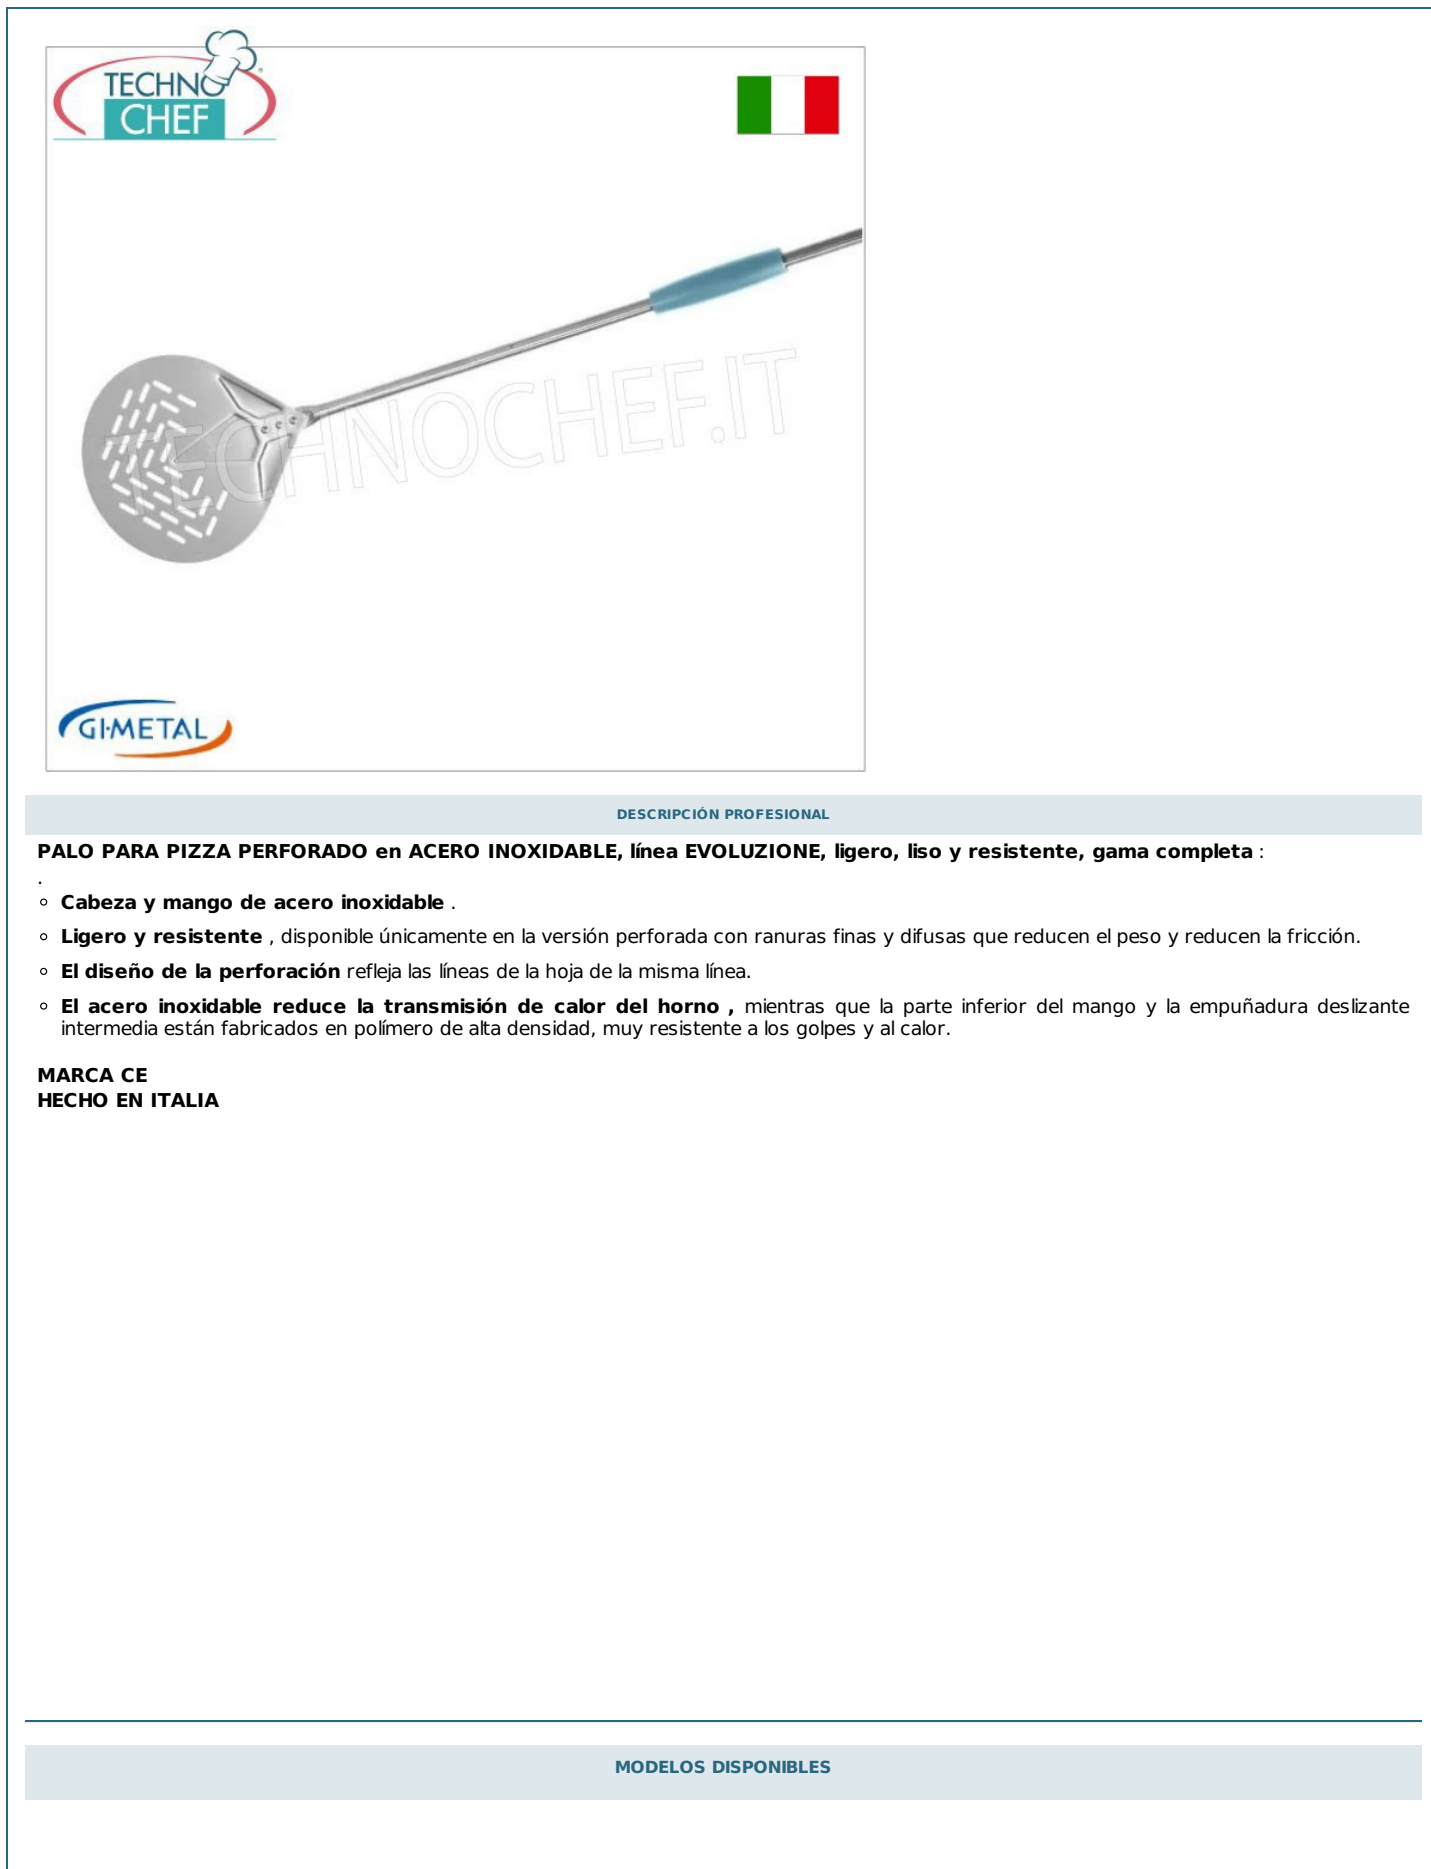 TECHNO
CHEF
TECHNOCHEF.IT
GI·METAL
DESCRIPCIÓN PROFESIONAL
PALO PARA PIZZA PERFORADO en ACERO INOXIDABLE, línea EVOLUZIONE, ligero, liso y resistente, gama completa :
.
Cabeza y mango de acero inoxidable .
Ligero y resistente , disponible únicamente en la versión perforada con ranuras finas y difusas que reducen el peso y reducen la fricción.
El diseño de la perforación refleja las líneas de la hoja de la misma línea.
El acero inoxidable reduce la transmisión de calor del horno , mientras que la parte inferior del mango y la empuñadura deslizante
intermedia están fabricados en polímero de alta densidad, muy resistente a los golpes y al calor.
MARCA CE
HECHO EN ITALIA
MODELOS DISPONIBLES